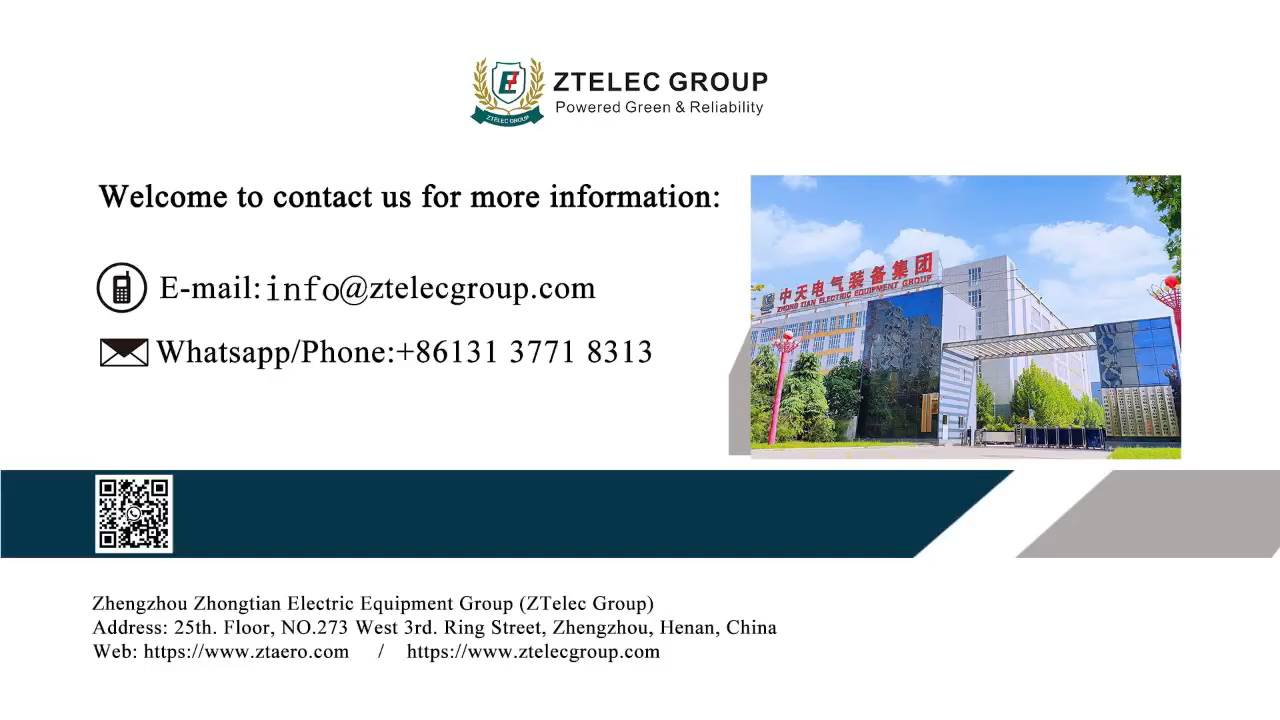 ZTELEC GROUP
Powered Green & Reliability
ZTELEC GROUP
Welcome to contact us for more information:
E-mail:info@ztelecgroup.com
Whatsapp/Phone:+86131 3771 8313
中天电气装备集团
ZHONG TIAN ELECTRIC EQUIPMENT GROUP
Zhengzhou Zhongtian Electric Equipment Group (ZTelec Group)
Address: 25th. Floor, NO.273 West 3rd. Ring Street, Zhengzhou, Henan, China
Web: https://www.ztaero.com / https://www.ztelecgroup.com